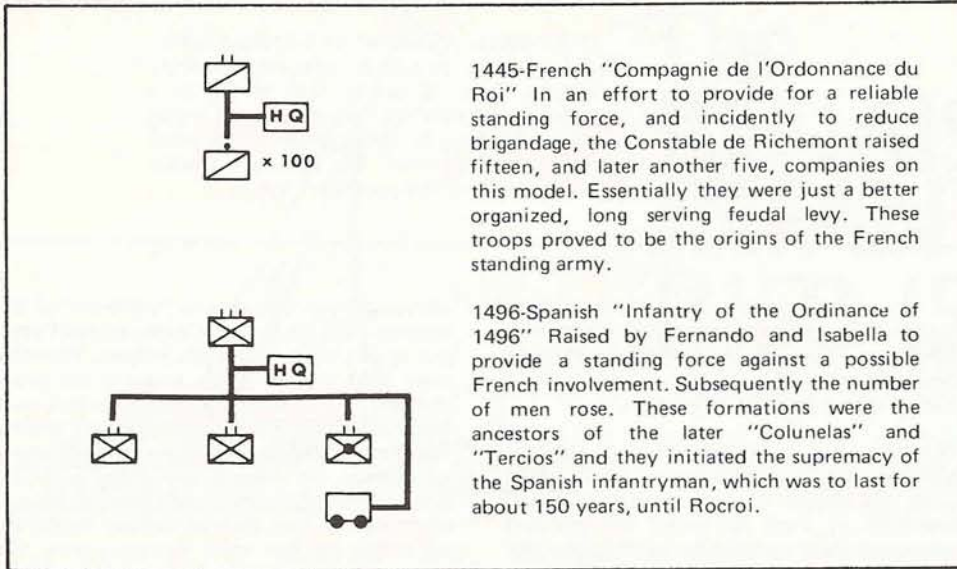 HQ
× 100
1445-French "Compagnie de l'Ordonnance du
Roi" In an effort to provide for a reliable
standing force, and incidently to reduce
brigandage, the Constable de Richemont raised
fifteen, and later another five, companies on
this model. Essentially they were just a better
organized, long serving feudal levy. These
troops proved to be the origins of the French
standing army.
HQ
1496-Spanish "Infantry of the Ordinance of
1496" Raised by Fernando and Isabella to
provide a standing force against a possible
French involvement. Subsequently the number
of men rose. These formations were the
ancestors of the later "Colunelas" and
"Tercios" and they initiated the supremacy of
the Spanish infantryman, which was to last for
about 150 years, until Rocroi.